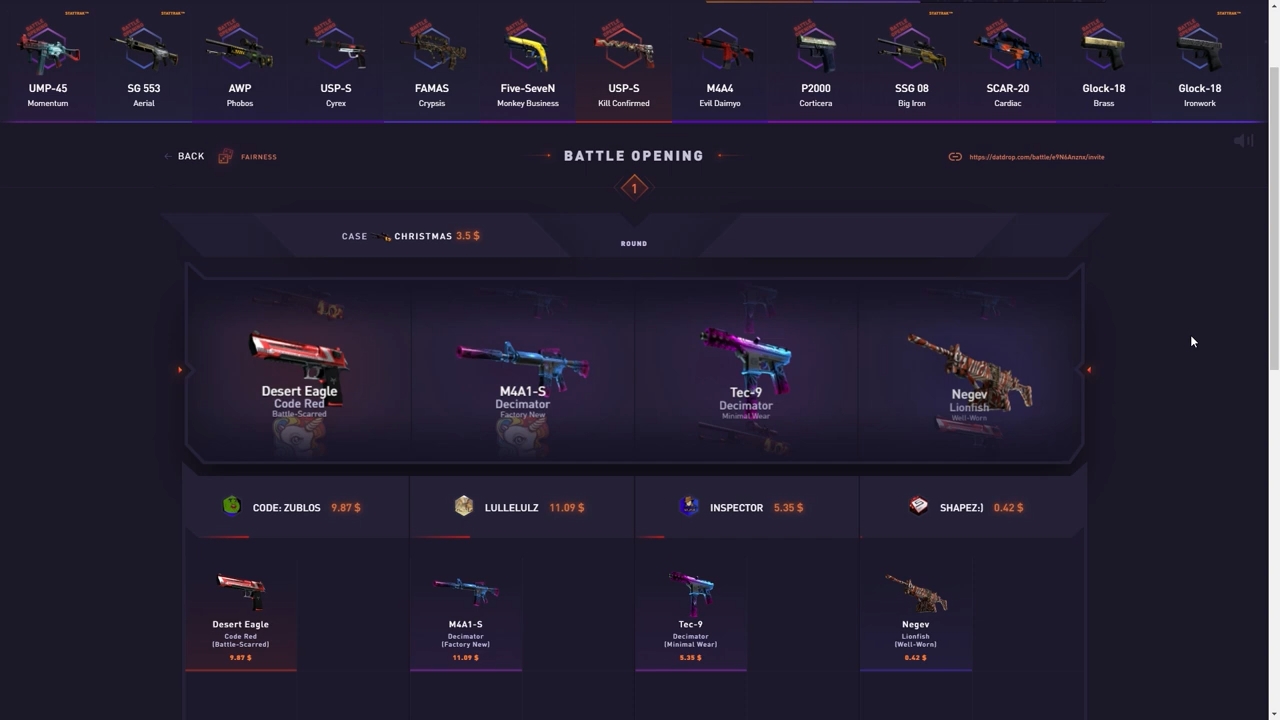 STATTRAK™
STATTRAK™
STATTRAK™
STATTRAK™
UMP-45
Momentum
SG 553
Aerial
AWP
Phobos
USP-S
Cyrex
FAMAS
Crypsis
Five-SeveN
Monkey Business
USP-S
Kill Confirmed
M4A4
Evil Daimyo
P2000
Corticera
SSG 08
Big Iron
SCAR-20
Cardiac
Glock-18
Brass
Glock-18
Ironwork
← BACK
FAIRNESS
BATTLE OPENING
https://datdrop.com/battle/e9N6Anznx/invite
1
CASE CHRISTMAS 3.5 $
ROUND
Desert Eagle
Code Red
Battle-Scarred
M4A1-S
Decimator
Factory New
Tec-9
Decimator
Minimal Wear
Negev
Lionfish
Well-Worn
CODE: ZUBLOS 9.87 $
LULLELULZ 11.09 $
INSPECTOR 5.35 $
SHAPEZ:) 0.42 $
Desert Eagle
Code Red
(Battle-Scarred)
9.87 $
M4A1-S
Decimator
(Factory New)
11.09 $
Tec-9
Decimator
(Minimal Wear)
5.35 $
Negev
Lionfish
(Well-Worn)
0.42 $